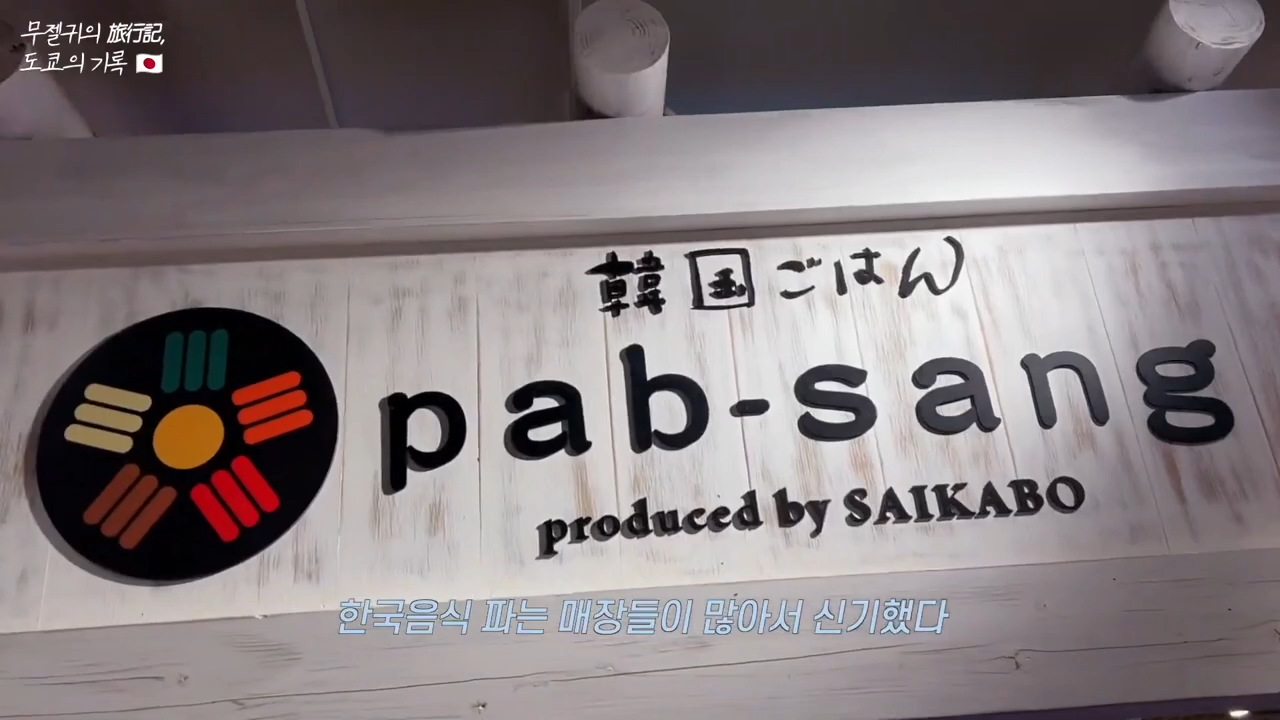 무젤귀의 旅行記,
도쿄의 기록 🇯🇵
韓国ごはん
pab-sang
produced by SAIKABO
한국음식 파는 매장들이 많아서 신기했다